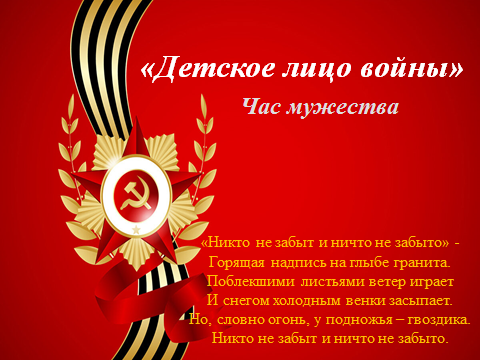 «Детское лицо войны»
Час мужества
«Никто не забыт и ничто не забыто» -
Горящая надпись на глыбе гранита.
Поблекшими листьями ветер играет
И снегом холодным венки засыпает.
Но, словно огонь, у подножья – гвоздика.
Никто не забыт и ничто не забыто.